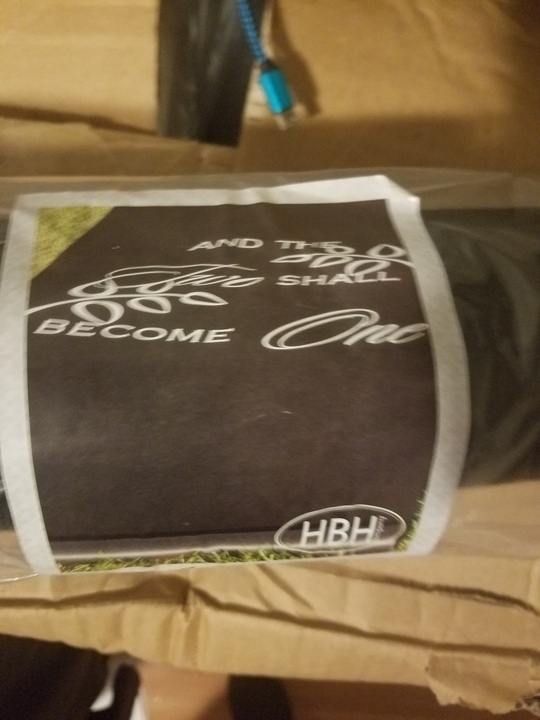 AND THE
Two SHALL
BECOME One
HBH